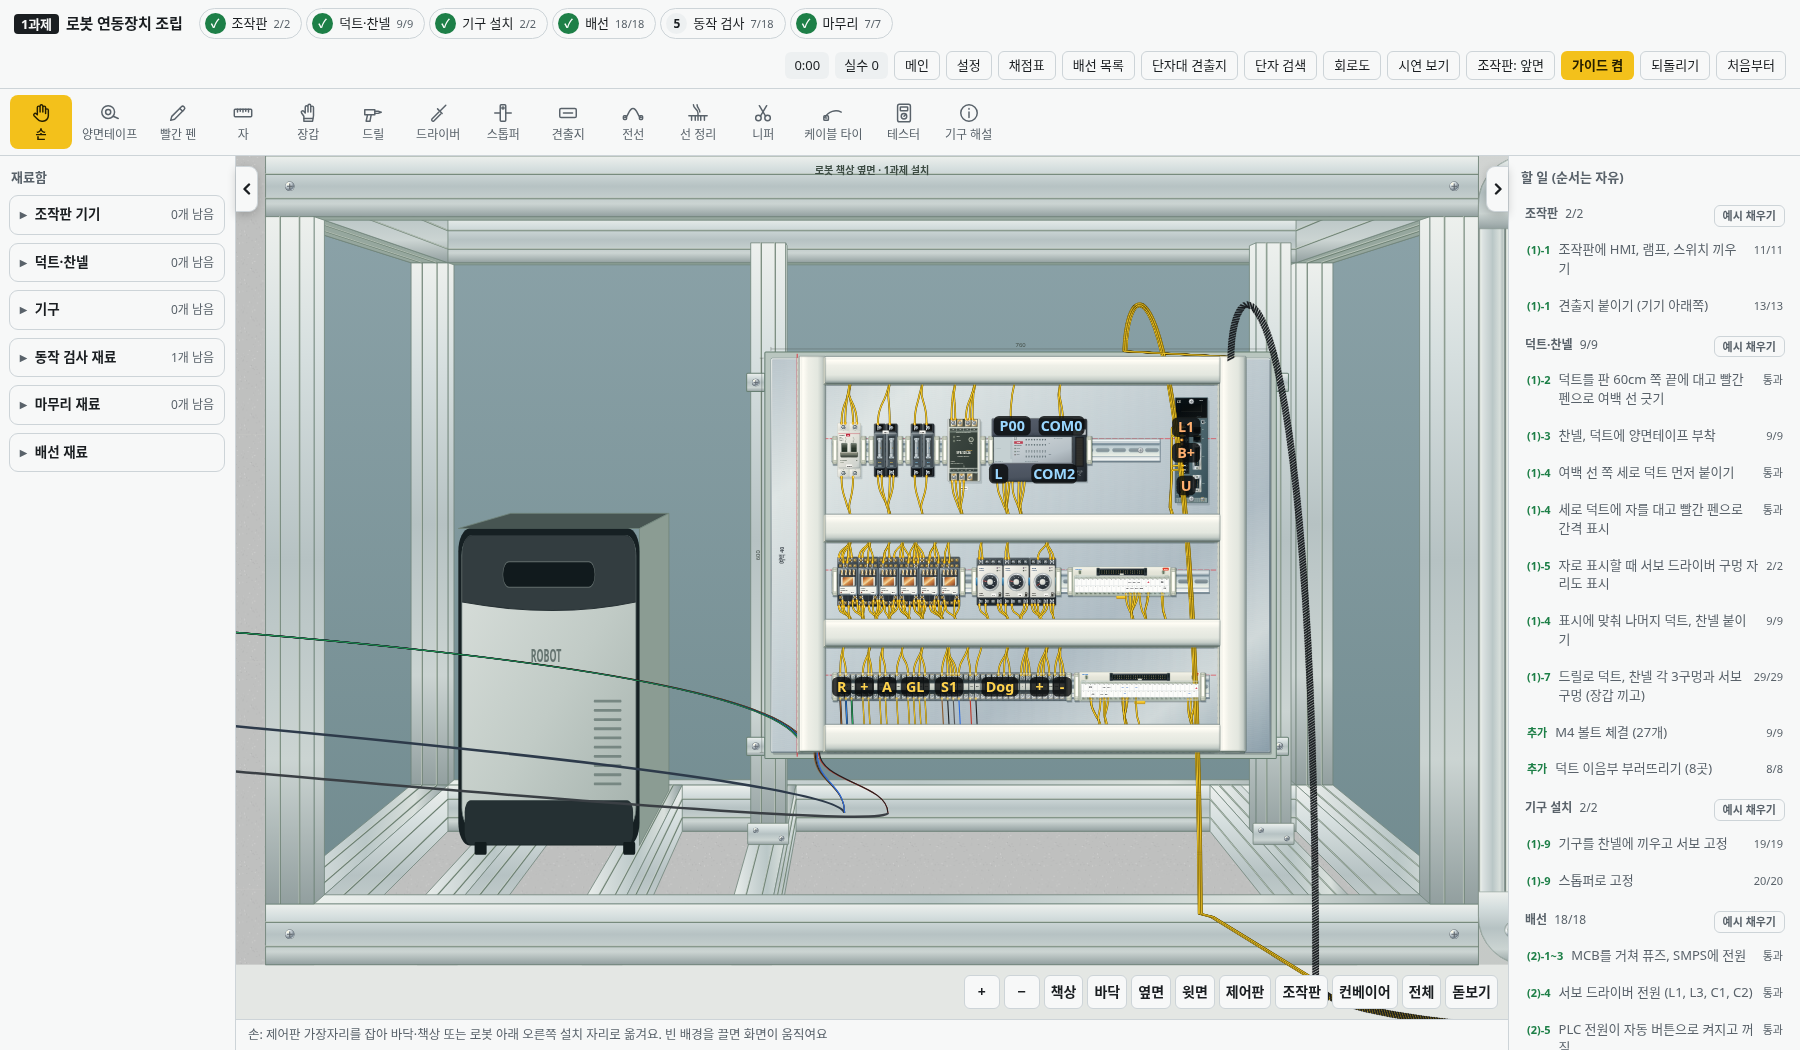 1과제 로봇 연동장치 조립
조작판 2/2
덕트·찬넬 9/9
기구 설치 2/2
배선 18/18
5 동작 검사 7/18
마무리 7/7
0:00
실수 0
메인
설정
채점표
배선 목록
단자대 견출지
단자 검색
회로도
시연 보기
조작판: 앞면
가이드 켬
되돌리기
처음부터
손
양면테이프
빨간 펜
자
장갑
드릴
드라이버
스톱퍼
견출지
전선
선 정리
니퍼
케이블 타이
테스터
기구 해설
재료함
조작판 기기 0개 남음
덕트·찬넬 0개 남음
기구 0개 남음
동작 검사 재료 1개 남음
마무리 재료 0개 남음
배선 재료
로봇 책상 옆면 · 1과제 설치
760
P00 COM0
L COM2
L1
B+
U
R + A GL S1 Dog + -
ROBOT
+
−
책상
바닥
옆면
윗면
제어판
조작판
컨베이어
전체
돋보기
손: 제어판 가장자리를 잡아 바닥·책상 또는 로봇 아래 오른쪽 설치 자리로 옮겨요. 빈 배경을 끌면 화면이 움직여요
할 일 (순서는 자유)
조작판 2/2 예시 채우기
(1)-1 조작판에 HMI, 램프, 스위치 끼우 11/11
기
(1)-1 견출지 붙이기 (기기 아래쪽) 13/13
덕트·찬넬 9/9 예시 채우기
(1)-2 덕트를 판 60cm 쪽 끝에 대고 빨간 통과
펜으로 여백 선 긋기
(1)-3 찬넬, 덕트에 양면테이프 부착 9/9
(1)-4 여백 선 쪽 세로 덕트 먼저 붙이기 통과
(1)-4 세로 덕트에 자를 대고 빨간 펜으로 통과
간격 표시
(1)-5 자로 표시할 때 서보 드라이버 구멍 자 2/2
리도 표시
(1)-4 표시에 맞춰 나머지 덕트, 찬넬 붙이 9/9
기
(1)-7 드릴로 덕트, 찬넬 각 3구멍과 서보 29/29
구멍 (장갑 끼고)
추가 M4 볼트 체결 (27개) 9/9
추가 덕트 이음부 부러뜨리기 (8곳) 8/8
기구 설치 2/2 예시 채우기
(1)-9 기구를 찬넬에 끼우고 서보 고정 19/19
(1)-9 스톱퍼로 고정 20/20
배선 18/18 예시 채우기
(2)-1~3 MCB를 거쳐 퓨즈, SMPS에 전원 통과
(2)-4 서보 드라이버 전원 (L1, L3, C1, C2) 통과
(2)-5 PLC 전원이 자동 버튼으로 켜지고 꺼 통과